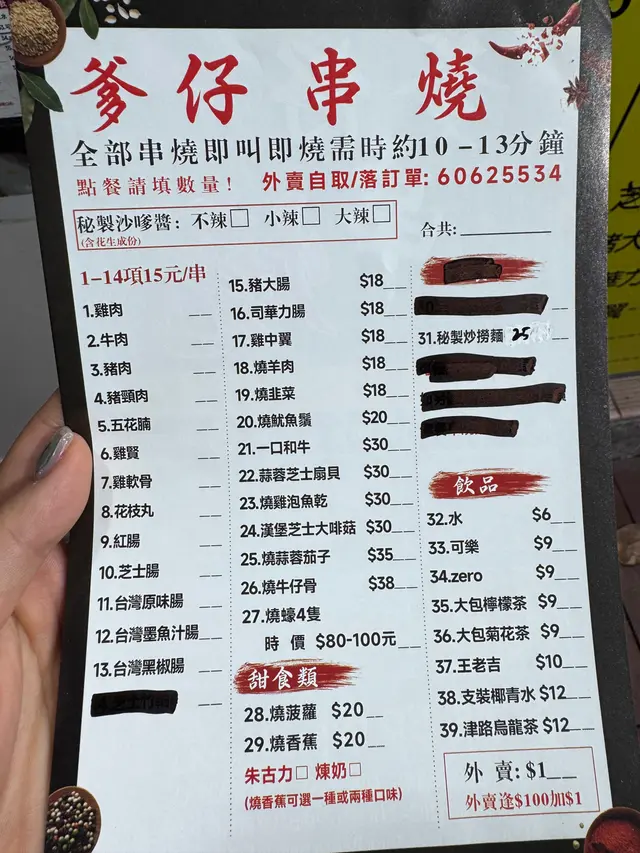 爹仔串燒
全部串燒即叫即燒需時約10-13分鐘
點餐請填數量! 外賣自取/落訂單: 60625534
秘製沙嗲醬: 不辣□ 小辣□ 大辣□
(含花生成份)
合共:
1-14項15元/串
1.雞肉
2.牛肉
3.豬肉
4.豬頸肉
5.五花腩
6.雞腎
7.雞軟骨
8.花枝丸
9.紅腸
10.芝士腸
11.台灣原味腸
12.台灣墨魚汁腸
13.台灣黑椒腸
15.豬大腸 $18
16.司華力腸 $18
17.雞中翼 $18
18.燒羊肉 $18
19.燒韭菜 $18
20.燒魷魚鬚 $20
21.一口和牛 $30
22.蒜蓉芝士扇貝 $30
23.燒雞泡魚乾 $30
24.漢堡芝士大啡菇 $30
25.燒蒜蓉茄子 $35
26.燒牛仔骨 $38
27.燒蠔4隻
時價 $80-100元
甜食類
28.燒菠蘿 $20
29.燒香蕉 $20
朱古力□ 煉奶□
(燒香蕉可選一種或兩種口味)
31.秘製炒撈麵 25
飲品
32.水 $6
33.可樂 $9
34.zero $9
35.大包檸檬茶 $9
36.大包菊花茶 $9
37.王老吉 $10
38.支裝椰青水 $12
39.津路烏龍茶 $12
外賣: $1
外賣逢$100加$1